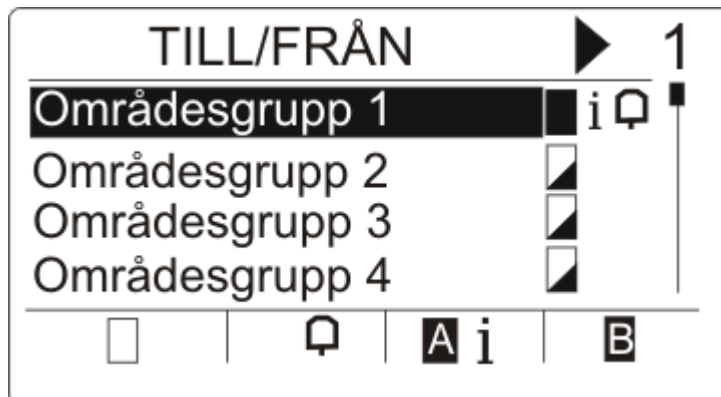 TILL/FRÅN 1
Områdesgrupp 1 i
Områdesgrupp 2
Områdesgrupp 3
Områdesgrupp 4
A i B